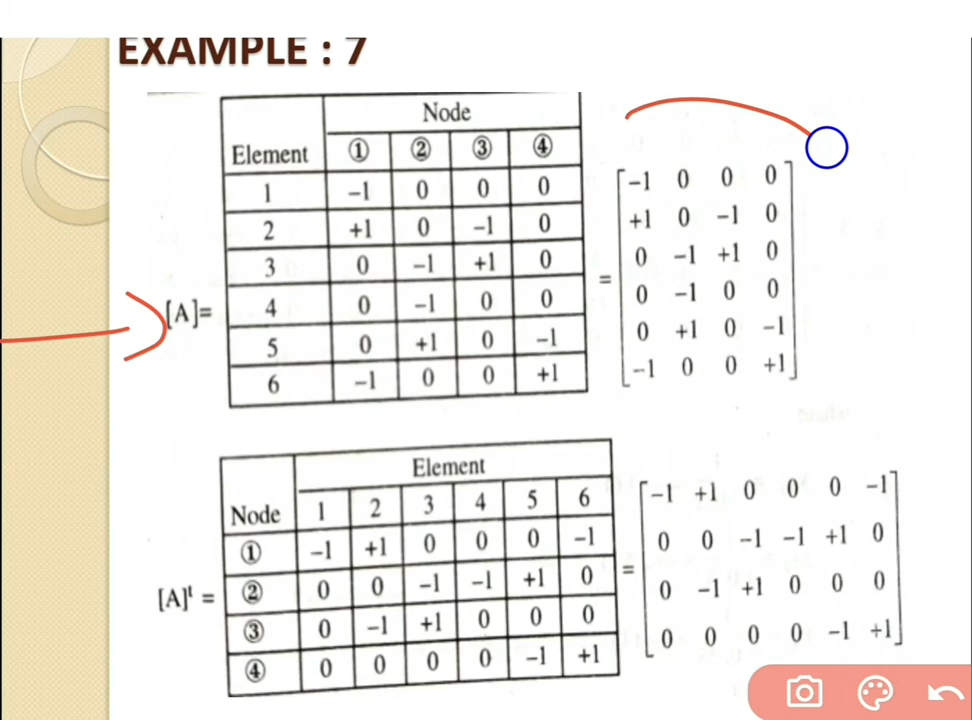 EXAMPLE : 7
Node
Element ① ② ③ ④
1 −1 0 0 0
2 +1 0 −1 0
3 0 −1 +1 0
[A]= 4 0 −1 0 0
5 0 +1 0 −1
6 −1 0 0 +1
=
−1 0 0 0
+1 0 −1 0
0 −1 +1 0
0 −1 0 0
0 +1 0 −1
−1 0 0 +1
Element
Node 1 2 3 4 5 6
① −1 +1 0 0 0 −1
[A]ᵗ = ② 0 0 −1 −1 +1 0
③ 0 −1 +1 0 0 0
④ 0 0 0 0 −1 +1
=
−1 +1 0 0 0 −1
0 0 −1 −1 +1 0
0 −1 +1 0 0 0
0 0 0 0 −1 +1